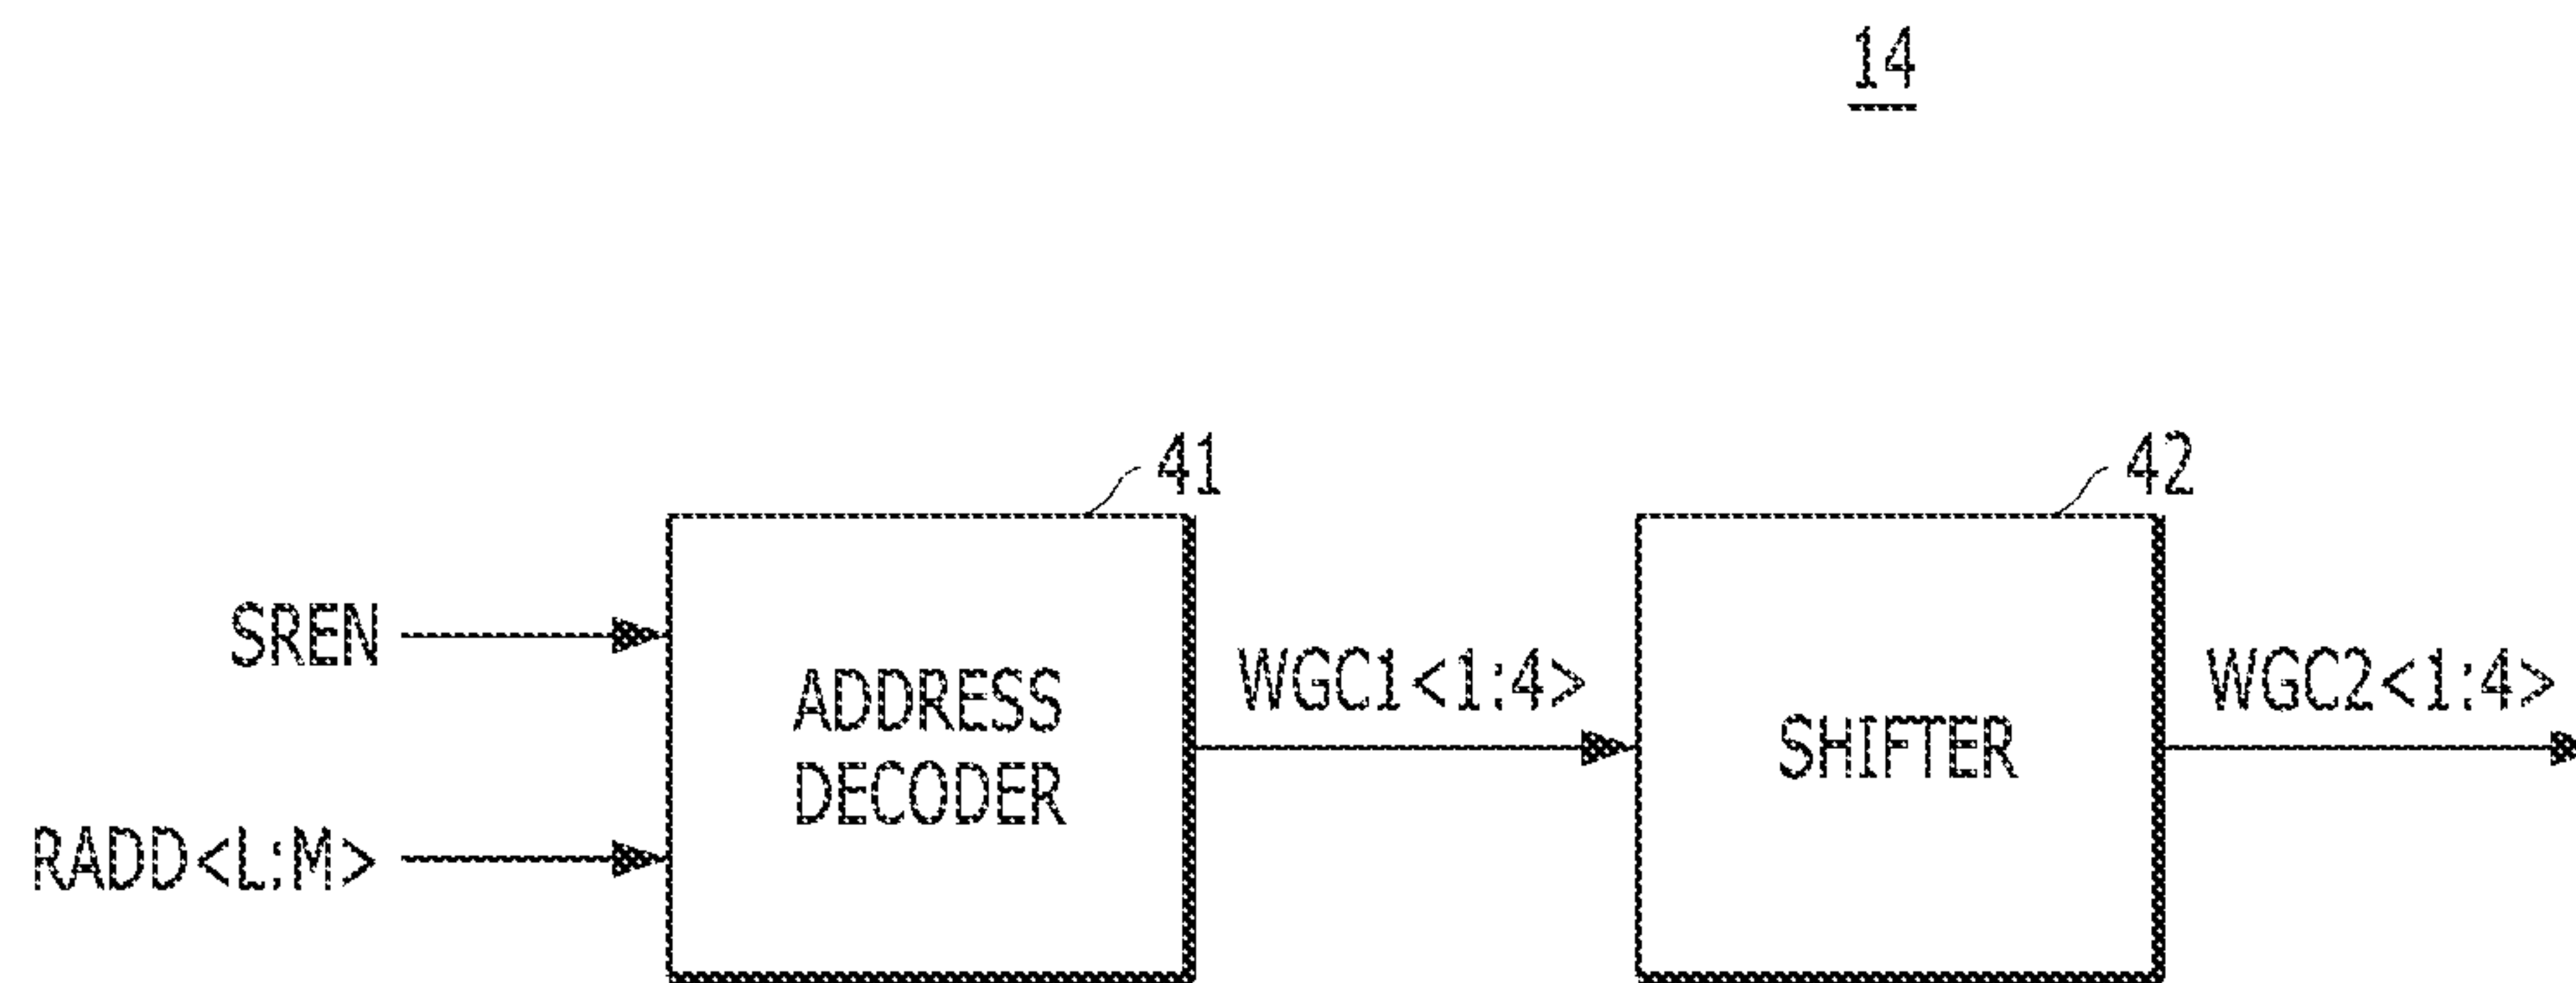 14
41
42
SREN
RADD<L:M>
ADDRESS
DECODER
WGC1<1:4>
SHIFTER
WGC2<1:4>